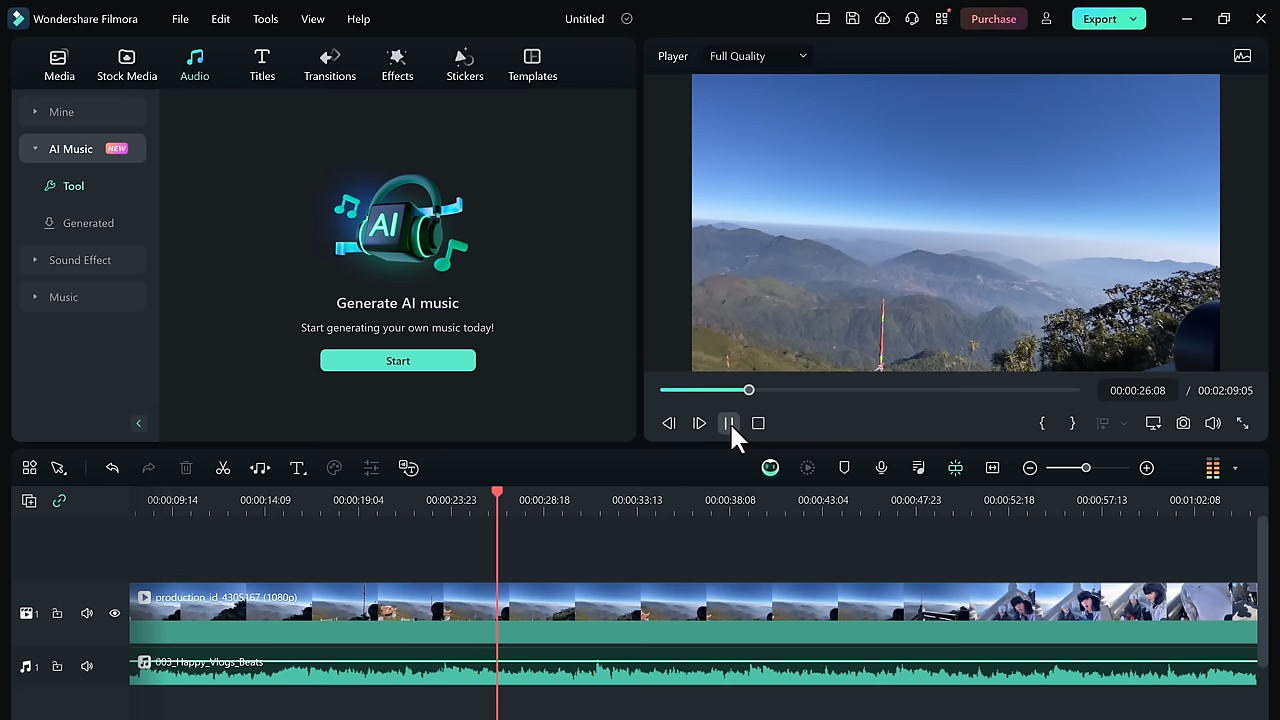 Wondershare Filmora File Edit Tools View Help Untitled Purchase Export
Media Stock Media Audio Titles Transitions Effects Stickers Templates
Player Full Quality
Mine
AI Music NEW
Tool
Generated
Sound Effect
Music
AI
Generate AI music
Start generating your own music today!
Start
00:00:26:08 / 00:02:09:05
00:00:09:14 00:00:14:09 00:00:19:04 00:00:23:23 00:00:28:18 00:00:33:13 00:00:38:08 00:00:43:04 00:00:47:23 00:00:52:18 00:00:57:13 00:01:02:08
production_id_4305167 (1080p)
1
003_Happy_Vlogs_Beats
1